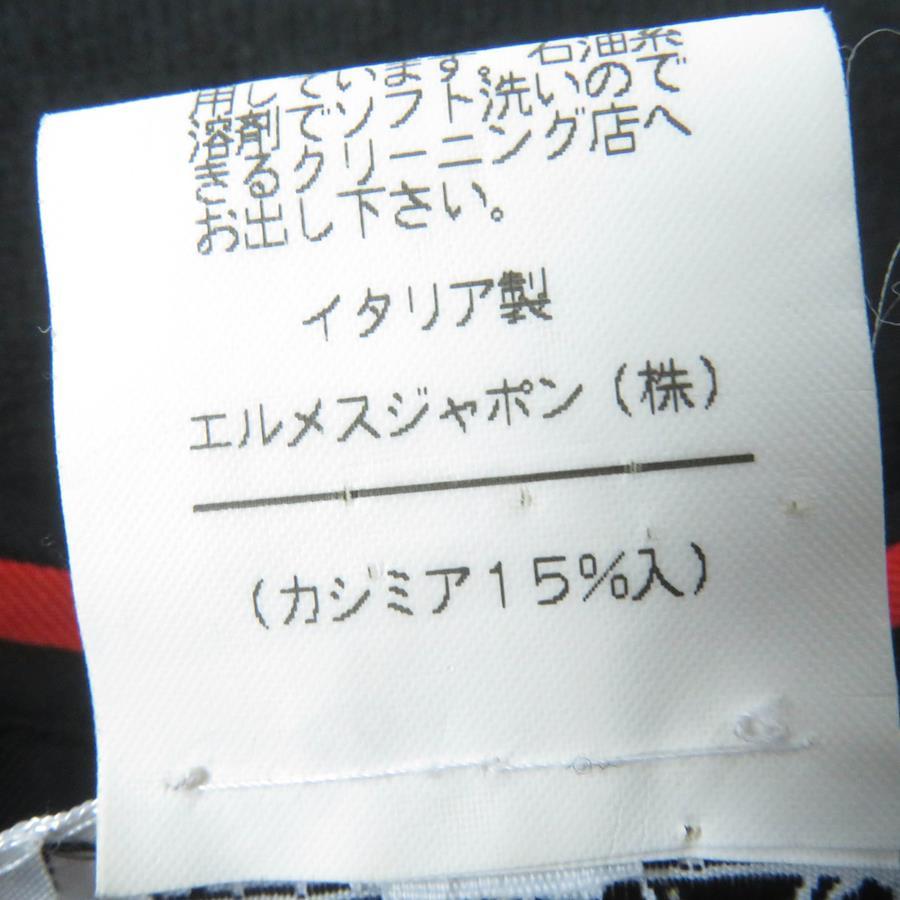 用しています。石油系
溶剤でソフト洗いので
きるクリーニング店へ
お出し下さい。
イタリア製
エルメスジャポン（株）
（カシミア１５％入）